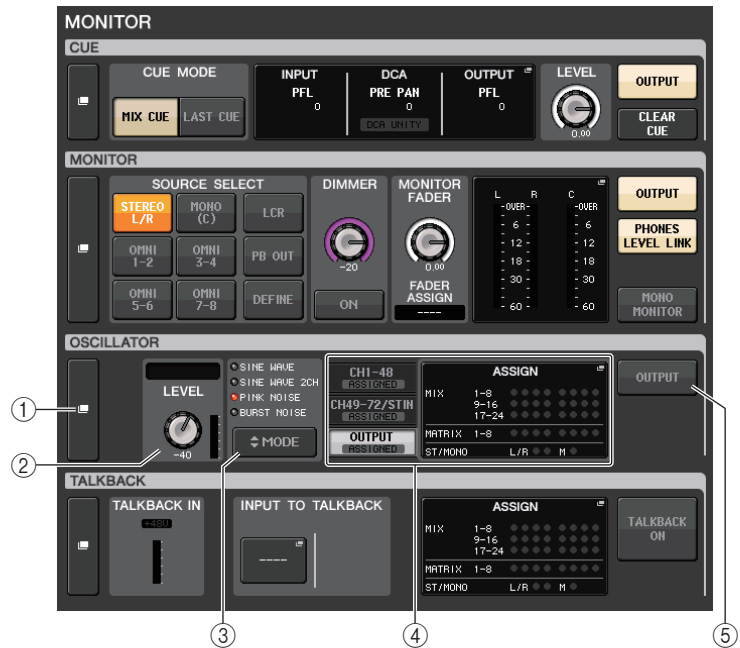 MONITOR
CUE
CUE MODE
MIX CUE
LAST CUE
INPUT
PFL
0
DCA
PRE PAN
0
DCA UNITY
OUTPUT
PFL
0
LEVEL
0.00
OUTPUT
CLEAR
CUE
MONITOR
SOURCE SELECT
STEREO
L/R
MONO
(C)
LCR
OMNI
1-2
OMNI
3-4
PB OUT
OMNI
5-6
OMNI
7-8
DEFINE
DIMMER
-20
ON
MONITOR
FADER
0.00
FADER
ASSIGN
----
L R C
-OVER- -OVER
- 6 - - 6
- 12 - - 12
- 18 - - 18
- 30 - - 30
- 60 - - 60
OUTPUT
PHONES
LEVEL LINK
MONO
MONITOR
OSCILLATOR
LEVEL
-40
SINE WAVE
SINE WAVE 2CH
PINK NOISE
BURST NOISE
MODE
CH1-48
ASSIGNED
CH49-72/STIN
ASSIGNED
OUTPUT
ASSIGNED
ASSIGN
MIX 1-8
9-16
17-24
MATRIX 1-8
ST/MONO L/R M
OUTPUT
TALKBACK
TALKBACK IN
+48V
INPUT TO TALKBACK
----
ASSIGN
MIX 1-8
9-16
17-24
MATRIX 1-8
ST/MONO L/R M
TALKBACK
ON
1
2
3
4
5